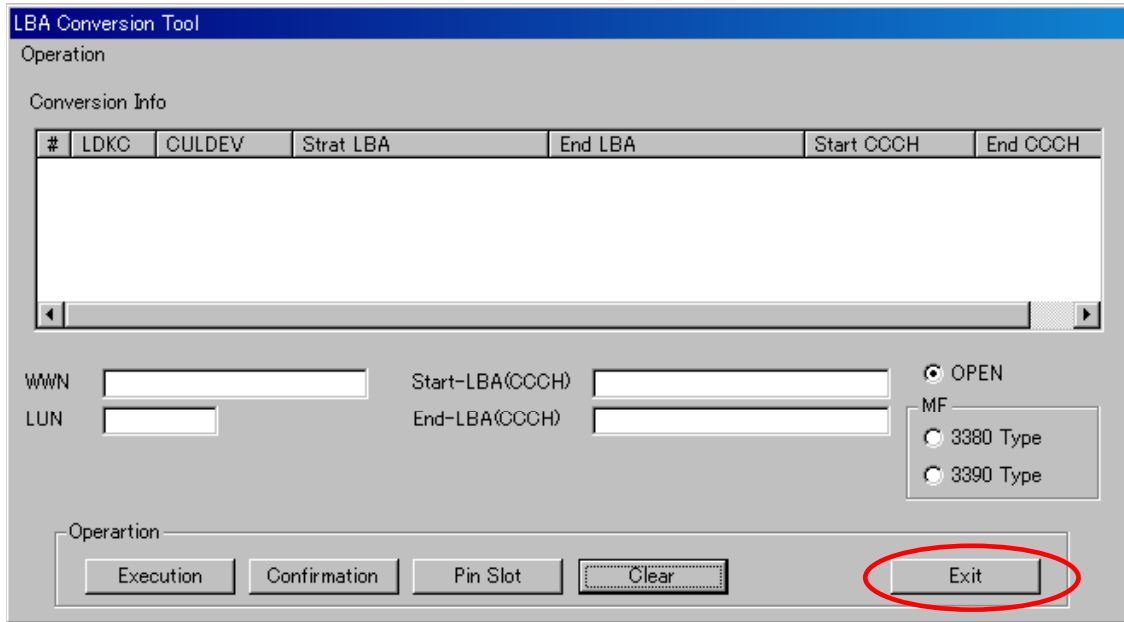 LBA Conversion Tool
Operation
Conversion Info
# LDKC CULDEV Strat LBA End LBA Start CCCH End CCCH
WWN Start-LBA(CCCH) OPEN
LUN End-LBA(CCCH) MF
3380 Type
3390 Type
Operartion
Execution Confirmation Pin Slot Clear Exit